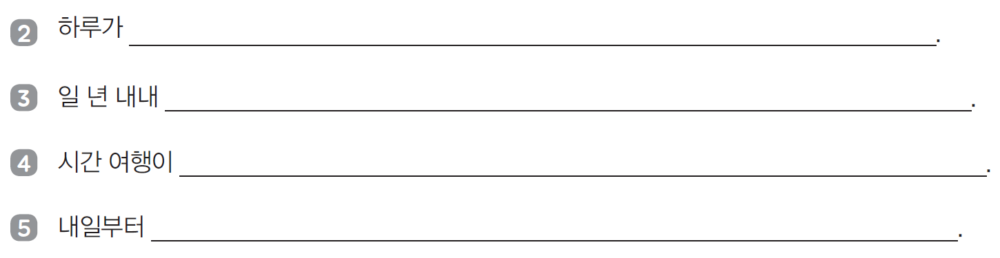 2 하루가 .
3 일 년 내내 .
4 시간 여행이 .
5 내일부터 .